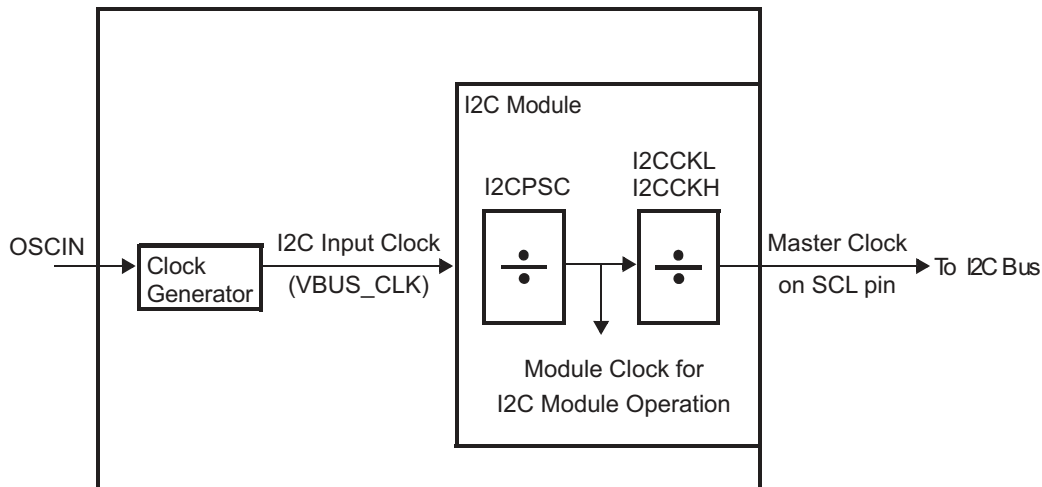 I2C Module
I2CPSC
I2CCKL
I2CCKH
÷
÷
OSCIN
Clock
Generator
I2C Input Clock
(VBUS_CLK)
Master Clock
on SCL pin
To I2C Bus
Module Clock for
I2C Module Operation